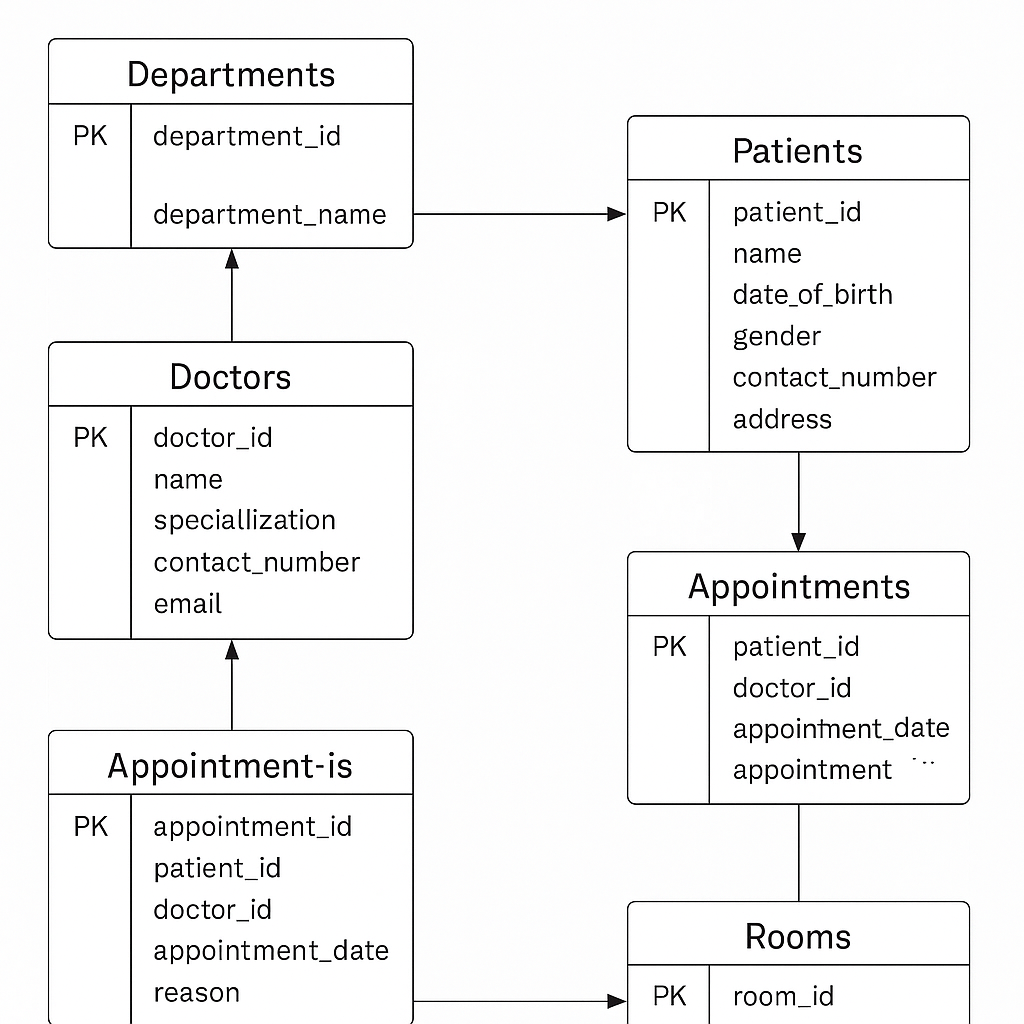 Departments
PK department_id
department_name
Patients
PK patient_id
name
date_of_birth
gender
contact_number
address
Doctors
PK doctor_id
name
speciallization
contact_number
email
Appointments
PK patient_id
doctor_id
appointment_date
appointment
Appointment-is
PK appointment_id
patient_id
doctor_id
appointment_date
reason
Rooms
PK room_id